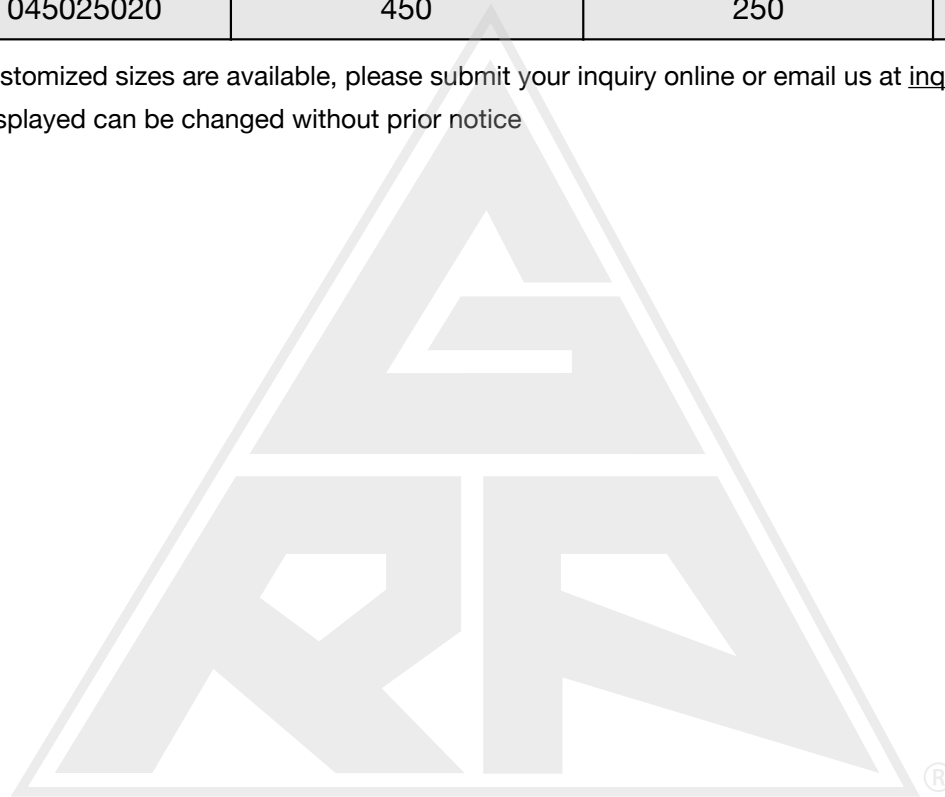 045025020 450 250
stomized sizes are available, please submit your inquiry online or email us at inq
splayed can be changed without prior notice
GRP
®